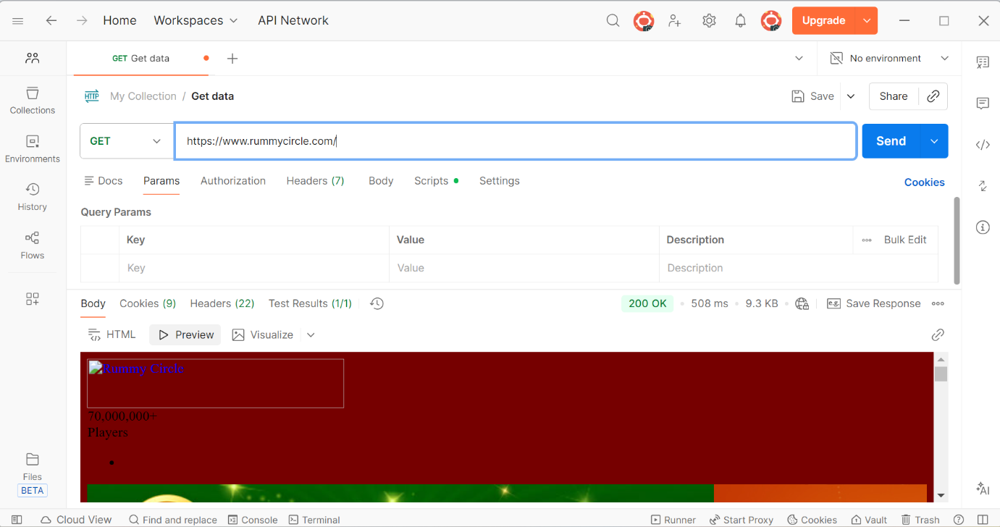 Home Workspaces API Network Upgrade
GET Get data No environment
HTTP My Collection / Get data Save Share
GET https://www.rummycircle.com/ Send
Docs Params Authorization Headers (7) Body Scripts Settings Cookies
Query Params
Key Value Description Bulk Edit
Key Value Description
Body Cookies (9) Headers (22) Test Results (1/1) 200 OK 508 ms 9.3 KB e.g. Save Response
HTML Preview Visualize
Rummy Circle
70,000,000+
Players
Collections
Environments
History
Flows
Files
BETA
AI
Cloud View Find and replace Console Terminal Runner Start Proxy Cookies Vault Trash